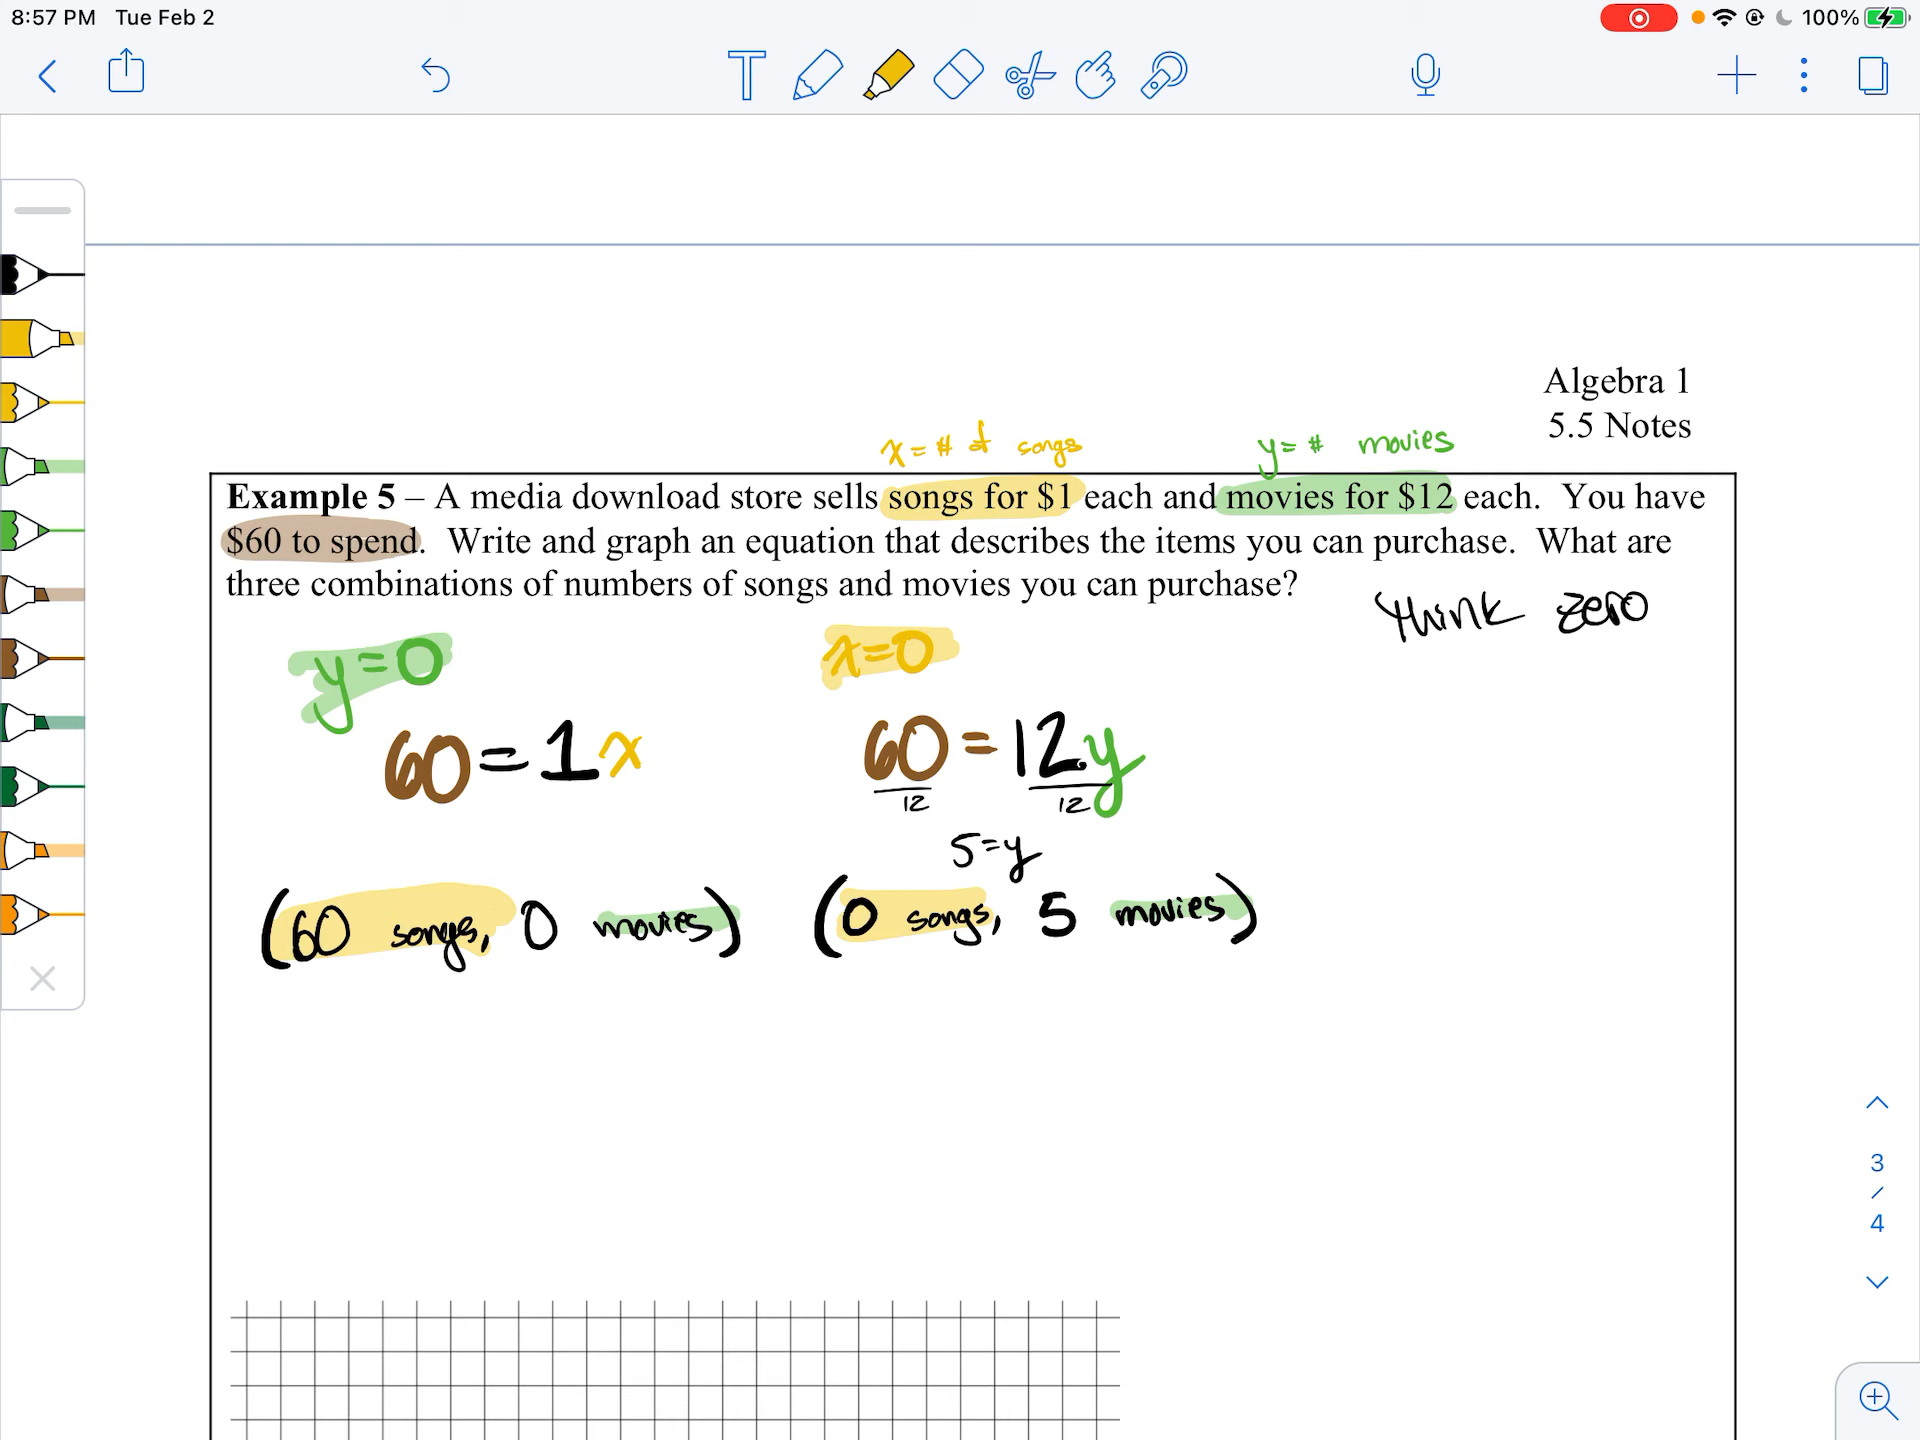 8:57 PM Tue Feb 2
100%
T
Algebra 1
5.5 Notes
x = # of songs
y = # movies
Example 5 – A media download store sells songs for $1 each and movies for $12 each. You have
$60 to spend. Write and graph an equation that describes the items you can purchase. What are
three combinations of numbers of songs and movies you can purchase?
think zero
y=0
x=0
60 = 1x
60 = 12y
12 12
5=y
(60 songs, 0 movies) (0 songs, 5 movies)
3
/
4